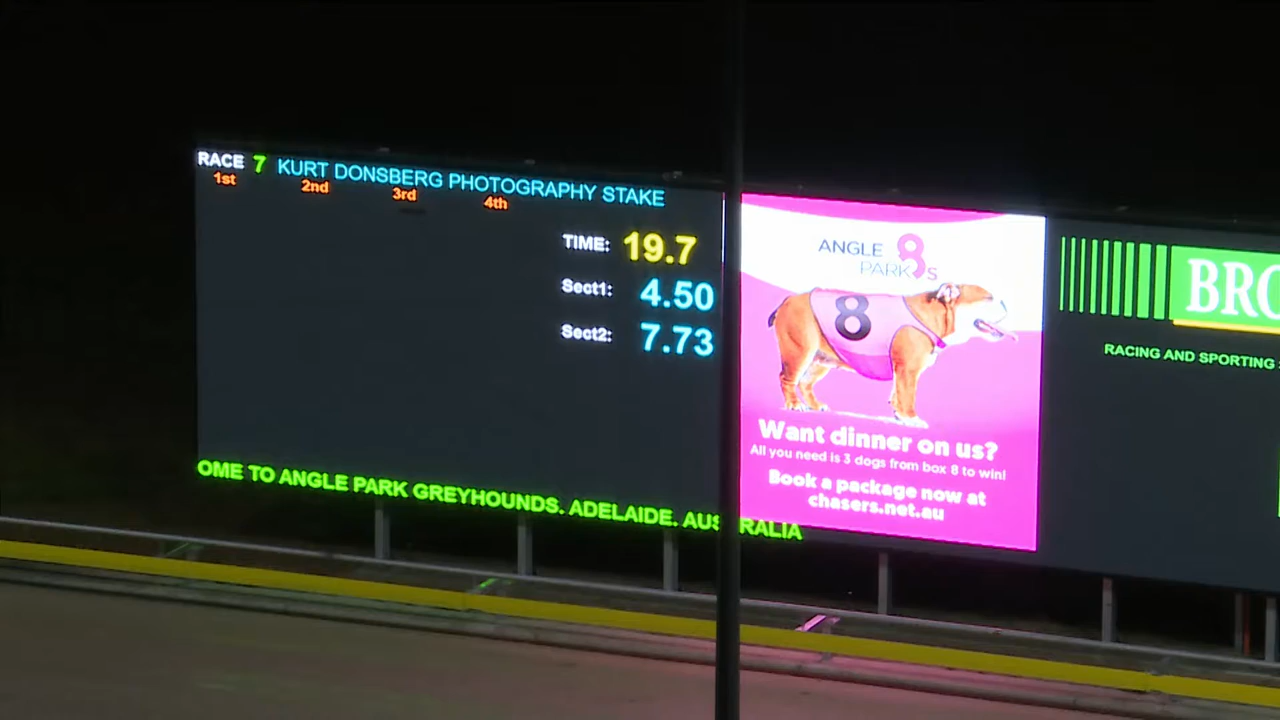 RACE 7 KURT DONSBERG PHOTOGRAPHY STAKE
1st 2nd 3rd 4th
TIME: 19.7
Sect1: 4.50
Sect2: 7.73
OME TO ANGLE PARK GREYHOUNDS. ADELAIDE. AUS RALIA
ANGLE 8
PARK s
8
Want dinner on us?
All you need is 3 dogs from box 8 to win!
Book a package now at
chasers.net.au
BRO
RACING AND SPORTING